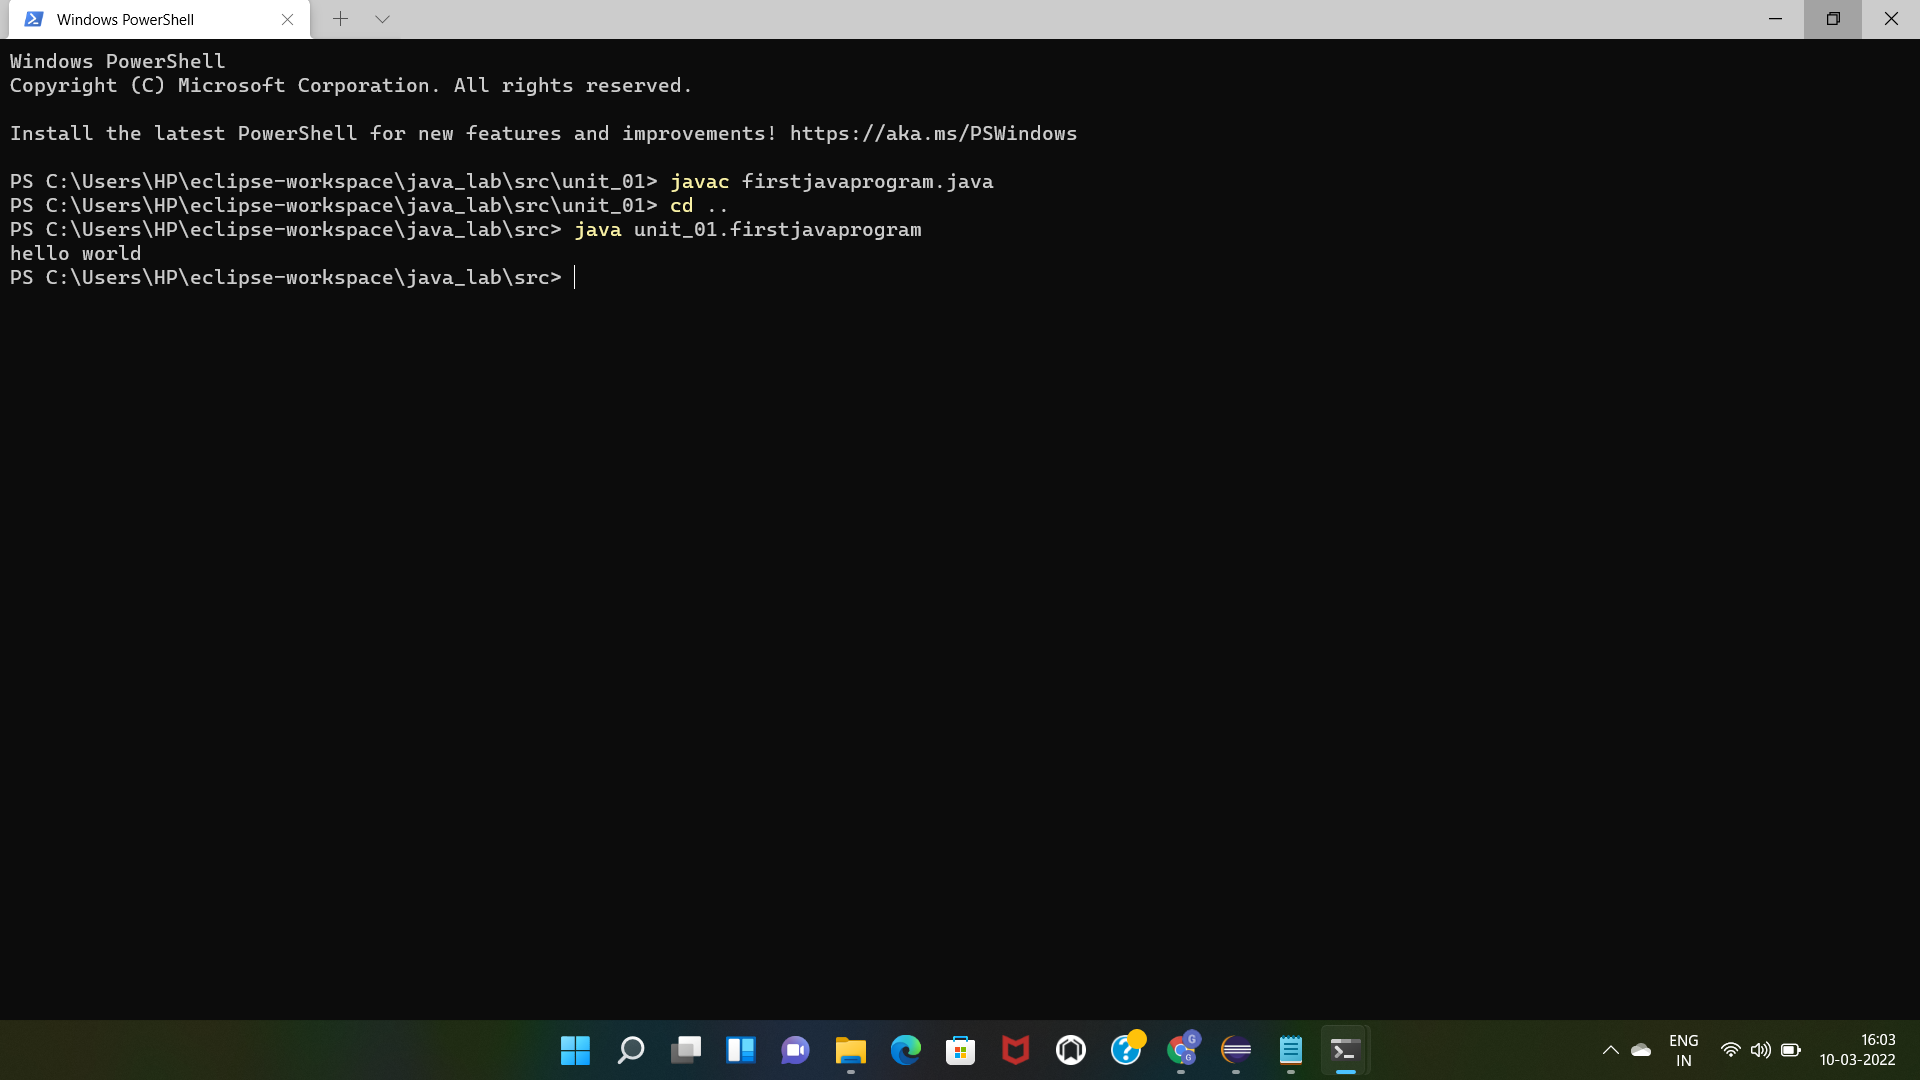 Windows PowerShell
Windows PowerShell
Copyright (C) Microsoft Corporation. All rights reserved.
Install the latest PowerShell for new features and improvements! https://aka.ms/PSWindows
PS C:\Users\HP\eclipse-workspace\java_lab\src\unit_01> javac firstjavaprogram.java
PS C:\Users\HP\eclipse-workspace\java_lab\src\unit_01> cd ..
PS C:\Users\HP\eclipse-workspace\java_lab\src> java unit_01.firstjavaprogram
hello world
PS C:\Users\HP\eclipse-workspace\java_lab\src>
G
G
ENG
IN
16:03
10-03-2022